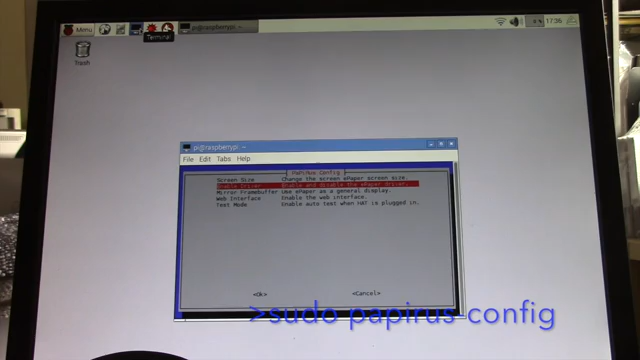 Menu
pi@raspberrypi: ~
17:36
Terminal
Trash
pi@raspberrypi: ~
File Edit Tabs Help
PaPiRus Config
Screen Size Change the screen ePaper screen size.
Enable Driver Enable and disable the ePaper driver.
Mirror Framebuffer Use ePaper as a general display.
Web Interface Enable the web interface.
Test Mode Enable auto test when HAT is plugged in.
<Ok> <Cancel>
>sudo papirus config